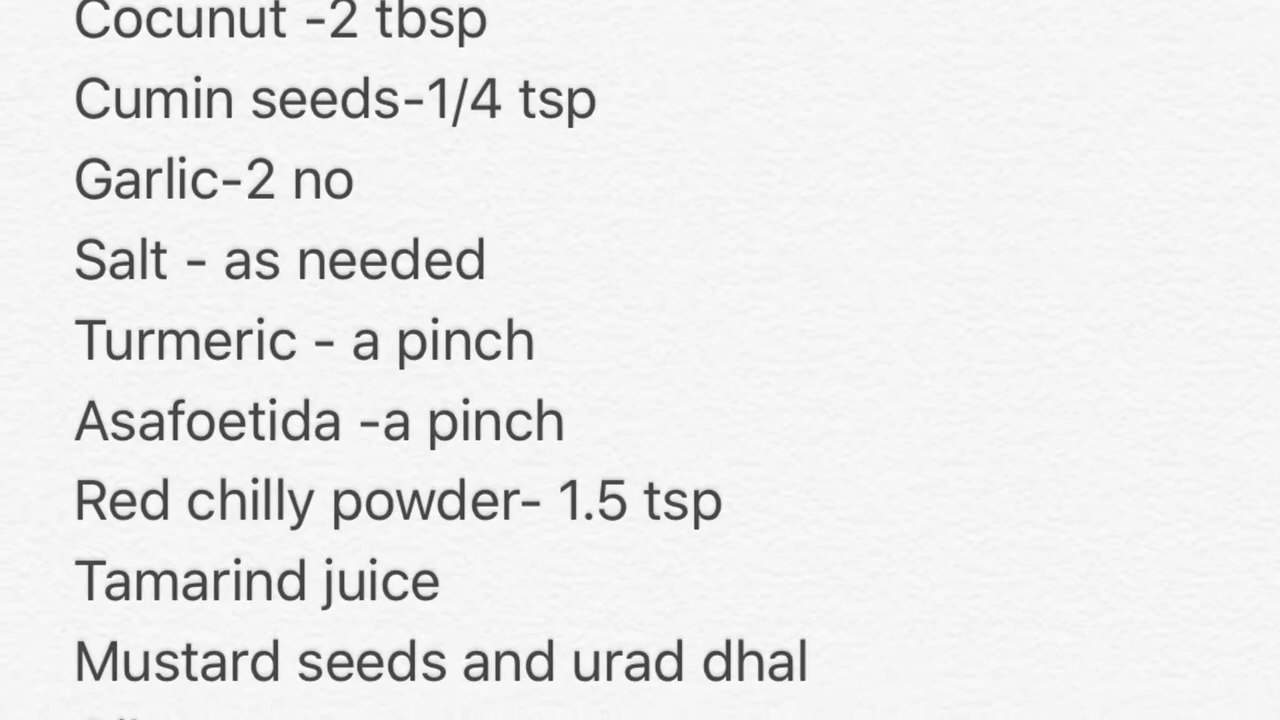 Cocunut -2 tbsp
Cumin seeds-1/4 tsp
Garlic-2 no
Salt - as needed
Turmeric - a pinch
Asafoetida -a pinch
Red chilly powder- 1.5 tsp
Tamarind juice
Mustard seeds and urad dhal